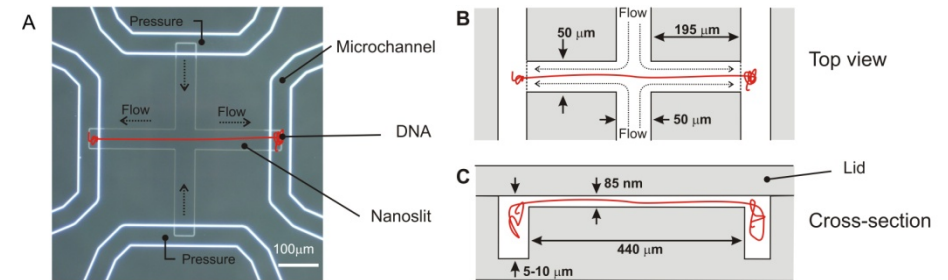 A
Pressure
Microchannel
Flow
Flow
DNA
Nanoslit
100µm
Pressure
B
Flow
50 µm
195 µm
Top view
Flow
50 µm
C
85 nm
Lid
Cross-section
440 µm
5-10 µm